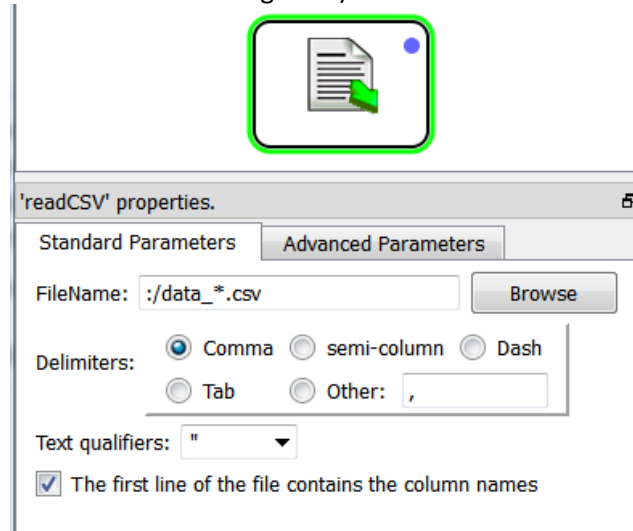 'readCSV' properties.
Standard Parameters Advanced Parameters
FileName: :/data_*.csv Browse
Delimiters: Comma semi-column Dash
Tab Other: ,
Text qualifiers: "
The first line of the file contains the column names